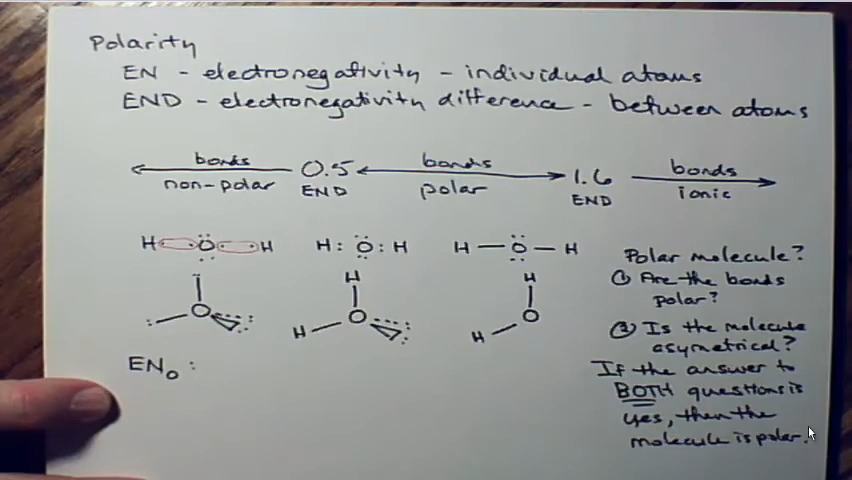 Polarity
EN - electronegativity - individual atoms
END - electronegativity difference - between atoms
bonds 0.5 bonds 1.6 bonds
non-polar END polar END ionic
H O H H : O : H H — O — H
H H
O O O
H H
EN₀ :
Polar molecule?
① Are the bonds
polar?
② Is the molecule
asymetrical?
If the answer to
BOTH questions is
yes, then the
molecule is polar.